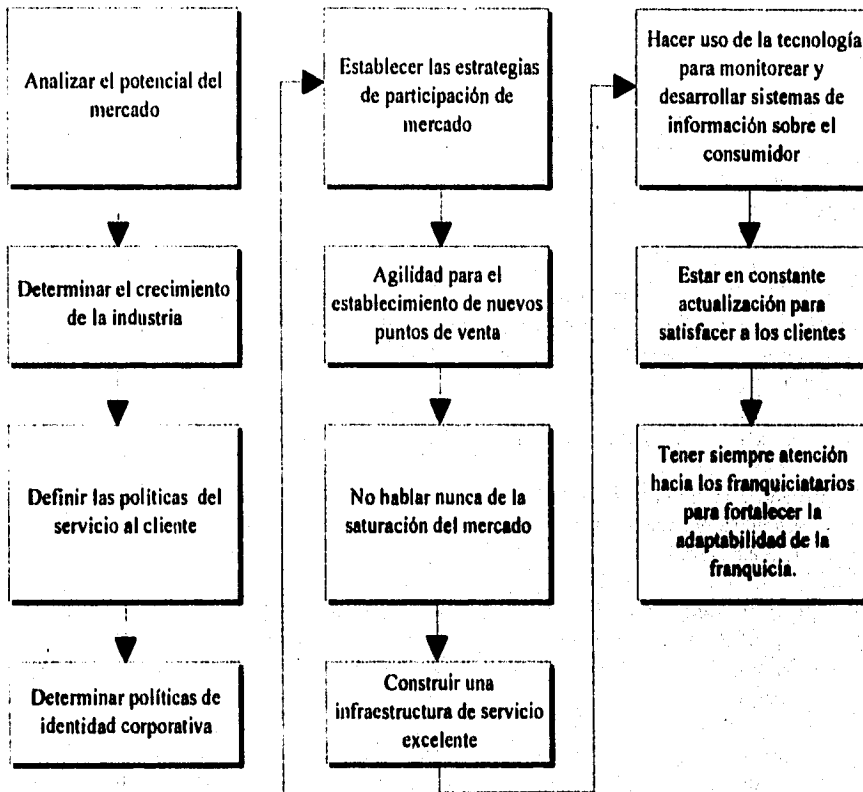 Analizar el potencial del
mercado
Determinar el crecimiento
de la industria
Definir las políticas del
servicio al cliente
Determinar políticas de
identidad corporativa
Establecer las estrategias
de participación de
mercado
Agilidad para el
establecimiento de nuevos
puntos de venta
No hablar nunca de la
saturación del mercado
Construir una
infraestructura de servicio
excelente
Hacer uso de la tecnología
para monitorear y
desarrollar sistemas de
información sobre el
consumidor
Estar en constante
actualización para
satisfacer a los clientes
Tener siempre atención
hacia los franquiciatarios
para fortalecer la
adaptabilidad de la
franquicia.